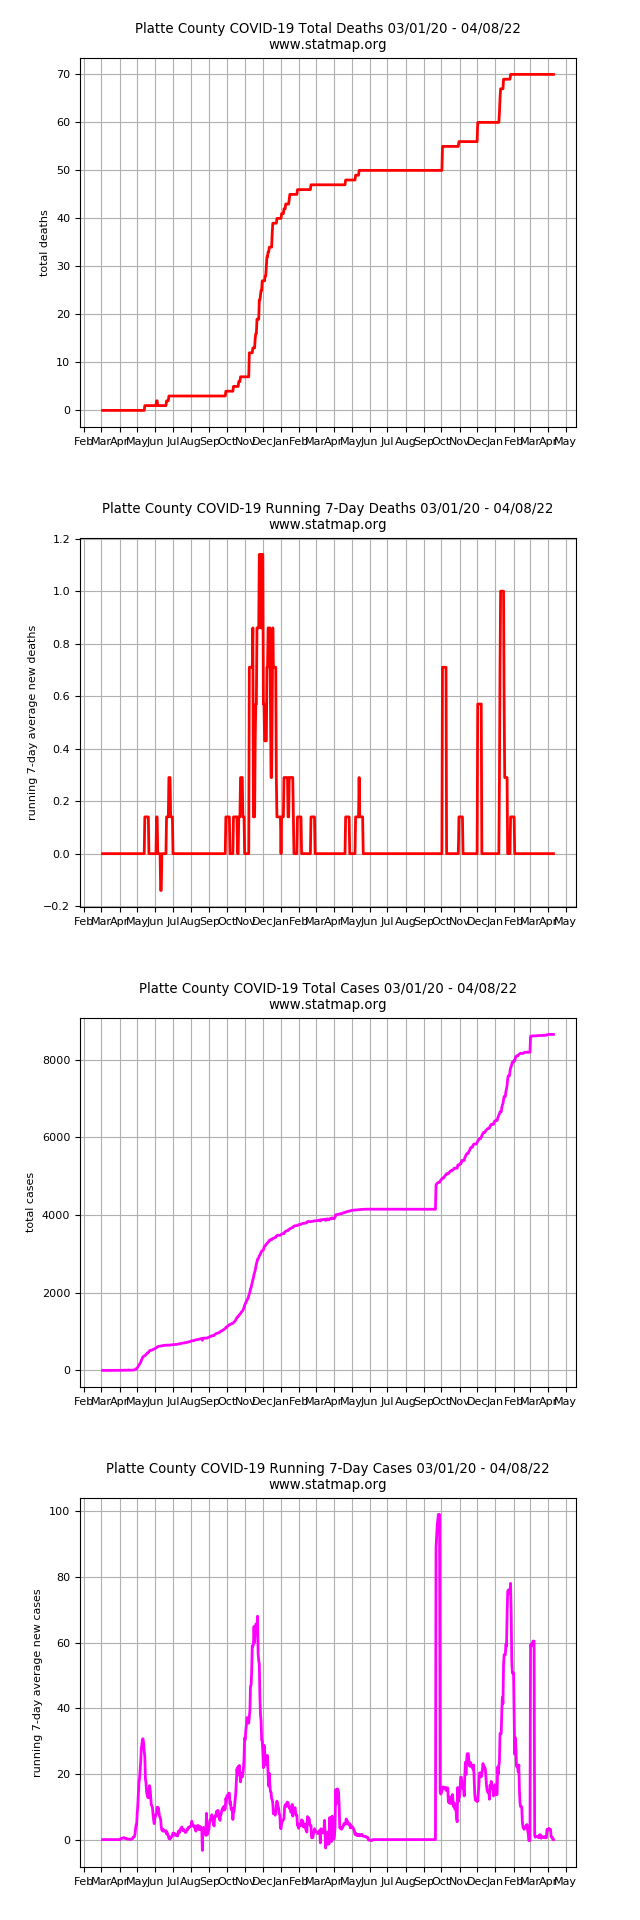 Platte County COVID-19 Total Deaths 03/01/20 - 04/08/22
www.statmap.org
70
60
50
40
30
20
10
0
total deaths
Feb Mar Apr May Jun Jul Aug Sep Oct Nov Dec Jan Feb Mar Apr May Jun Jul Aug Sep Oct Nov Dec Jan Feb Mar Apr May
Platte County COVID-19 Running 7-Day Deaths 03/01/20 - 04/08/22
www.statmap.org
1.2
1.0
0.8
0.6
0.4
0.2
0.0
−0.2
running 7-day average new deaths
Feb Mar Apr May Jun Jul Aug Sep Oct Nov Dec Jan Feb Mar Apr May Jun Jul Aug Sep Oct Nov Dec Jan Feb Mar Apr May
Platte County COVID-19 Total Cases 03/01/20 - 04/08/22
www.statmap.org
8000
6000
4000
2000
0
total cases
Feb Mar Apr May Jun Jul Aug Sep Oct Nov Dec Jan Feb Mar Apr May Jun Jul Aug Sep Oct Nov Dec Jan Feb Mar Apr May
Platte County COVID-19 Running 7-Day Cases 03/01/20 - 04/08/22
www.statmap.org
100
80
60
40
20
0
running 7-day average new cases
Feb Mar Apr May Jun Jul Aug Sep Oct Nov Dec Jan Feb Mar Apr May Jun Jul Aug Sep Oct Nov Dec Jan Feb Mar Apr May